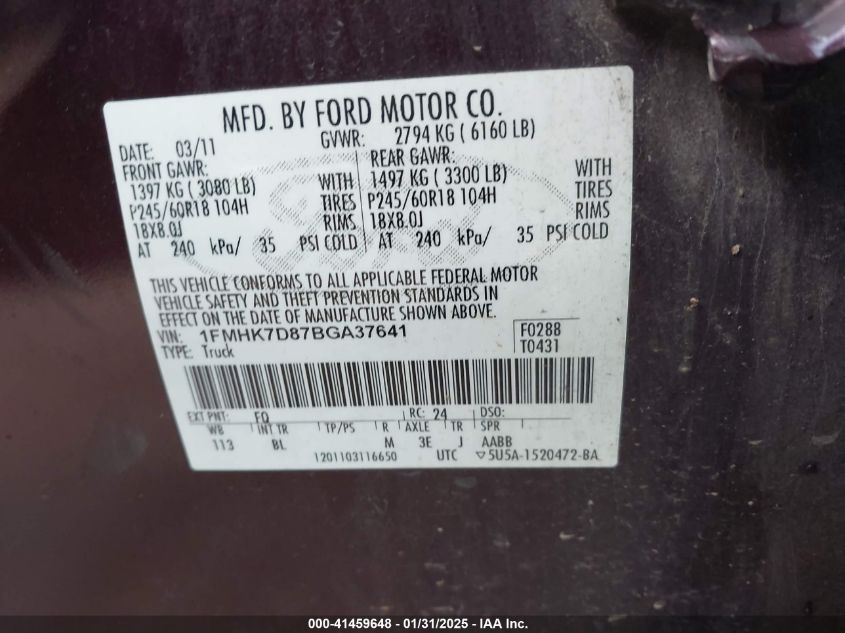 MFD. BY FORD MOTOR CO.
DATE: 03/11 GVWR: 2794 KG ( 6160 LB)
FRONT GAWR: REAR GAWR:
1397 KG ( 3080 LB) WITH 1497 KG ( 3300 LB) WITH
P245/60R18 104H TIRES P245/60R18 104H TIRES
18X8.0J RIMS 18X8.0J RIMS
AT 240 kPa/ 35 PSI COLD AT 240 kPa/ 35 PSI COLD
THIS VEHICLE CONFORMS TO ALL APPLICABLE FEDERAL MOTOR
VEHICLE SAFETY AND THEFT PREVENTION STANDARDS IN
EFFECT ON THE DATE OF MANUFACTURE SHOWN ABOVE.
VIN: 1FMHK7D87BGA37641 F0288
TYPE: Truck T0431
EXT PNT: FQ RC: 24 DSO:
WB INT TR TP/PS R AXLE TR SPR
113 BL M 3E J AABB
1201103116650 UTC ▽5U5A-1520472-BA
000-41459648 - 01/31/2025 - IAA Inc.